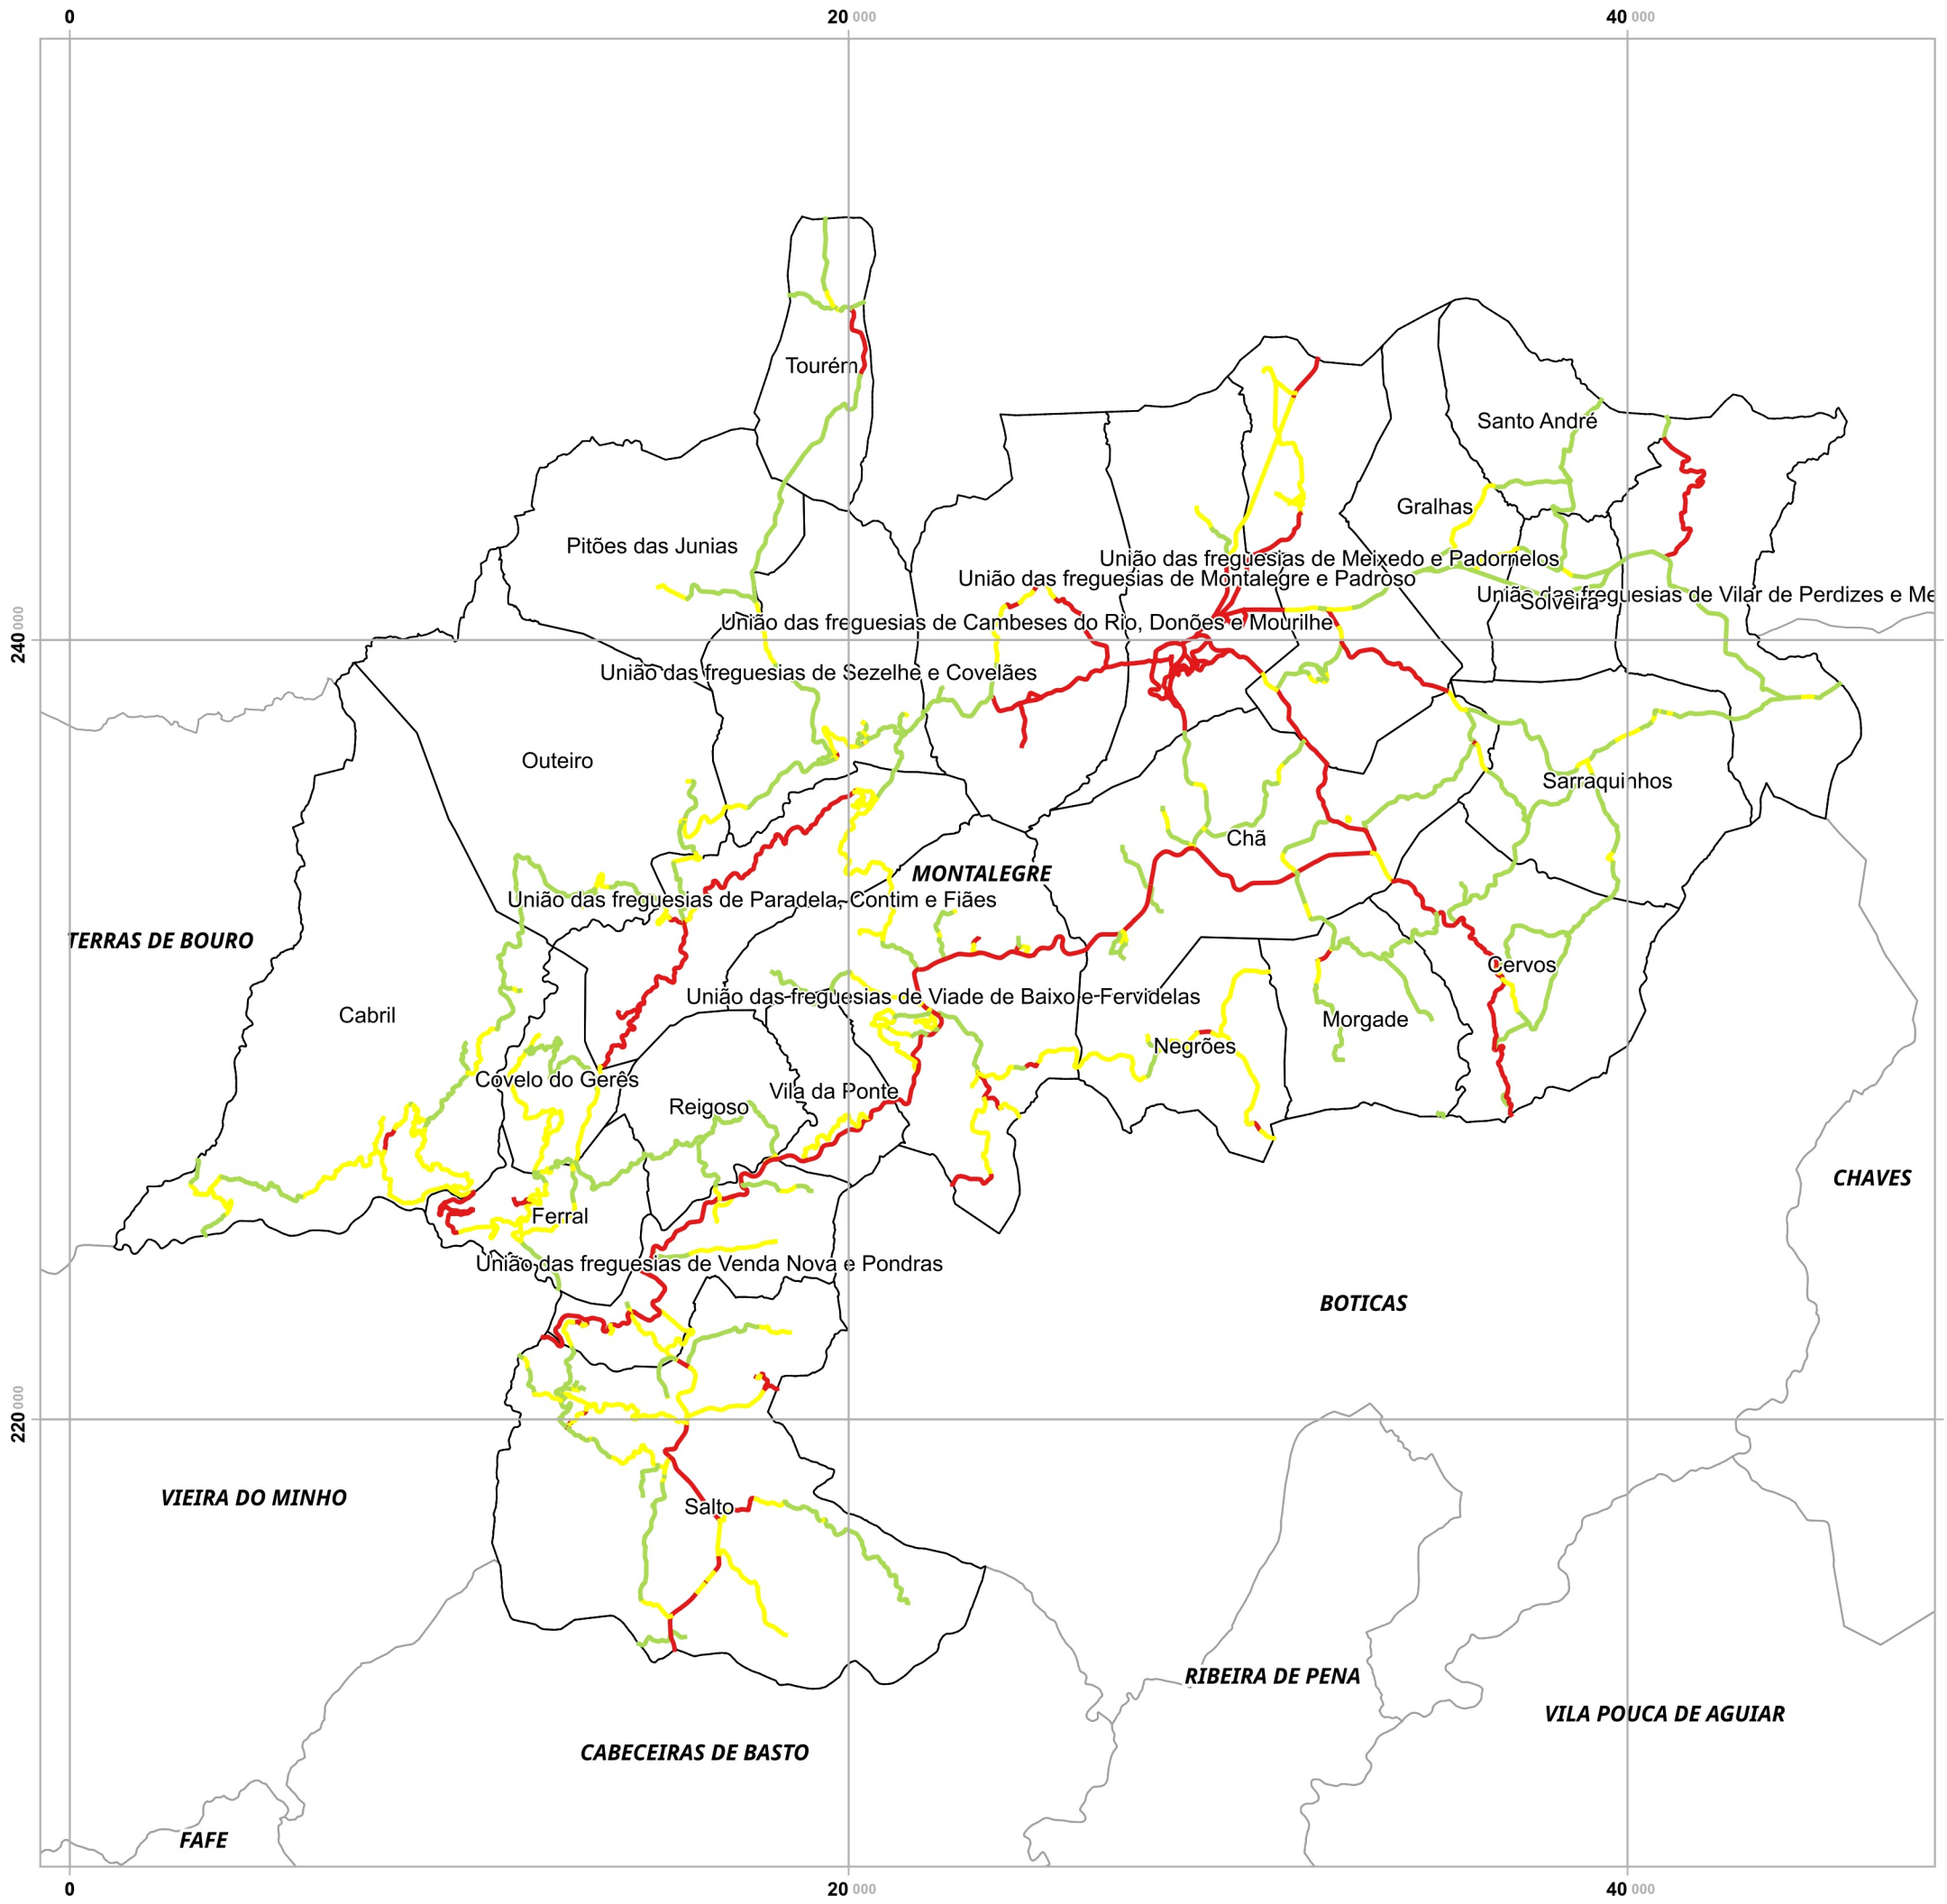 0 20 000 40 000
Tourém
Santo André
Gralhas
Pitões das Junias
União das freguesias de Meixedo e Padornelos
União das freguesias de Montalegre e Padroso
União das freguesias de Vilar de Perdizes e Me
Solveira
240 000
União das freguesias de Cambeses do Rio, Donões e Mourilhe
União das freguesias de Sezelhe e Covelães
Outeiro
Sarraquinhos
Chã
MONTALEGRE
União das freguesias de Paradela, Contim e Fiães
TERRAS DE BOURO
Cervos
União das freguesias de Viade de Baixo e Fervidelas
Cabril
Morgade
Negrões
Covelo do Gerês
Vila da Ponte
Reigoso
CHAVES
Ferral
União das freguesias de Venda Nova e Pondras
BOTICAS
220 000
VIEIRA DO MINHO
Salto
RIBEIRA DE PENA
VILA POUCA DE AGUIAR
CABECEIRAS DE BASTO
FAFE
0 20 000 40 000